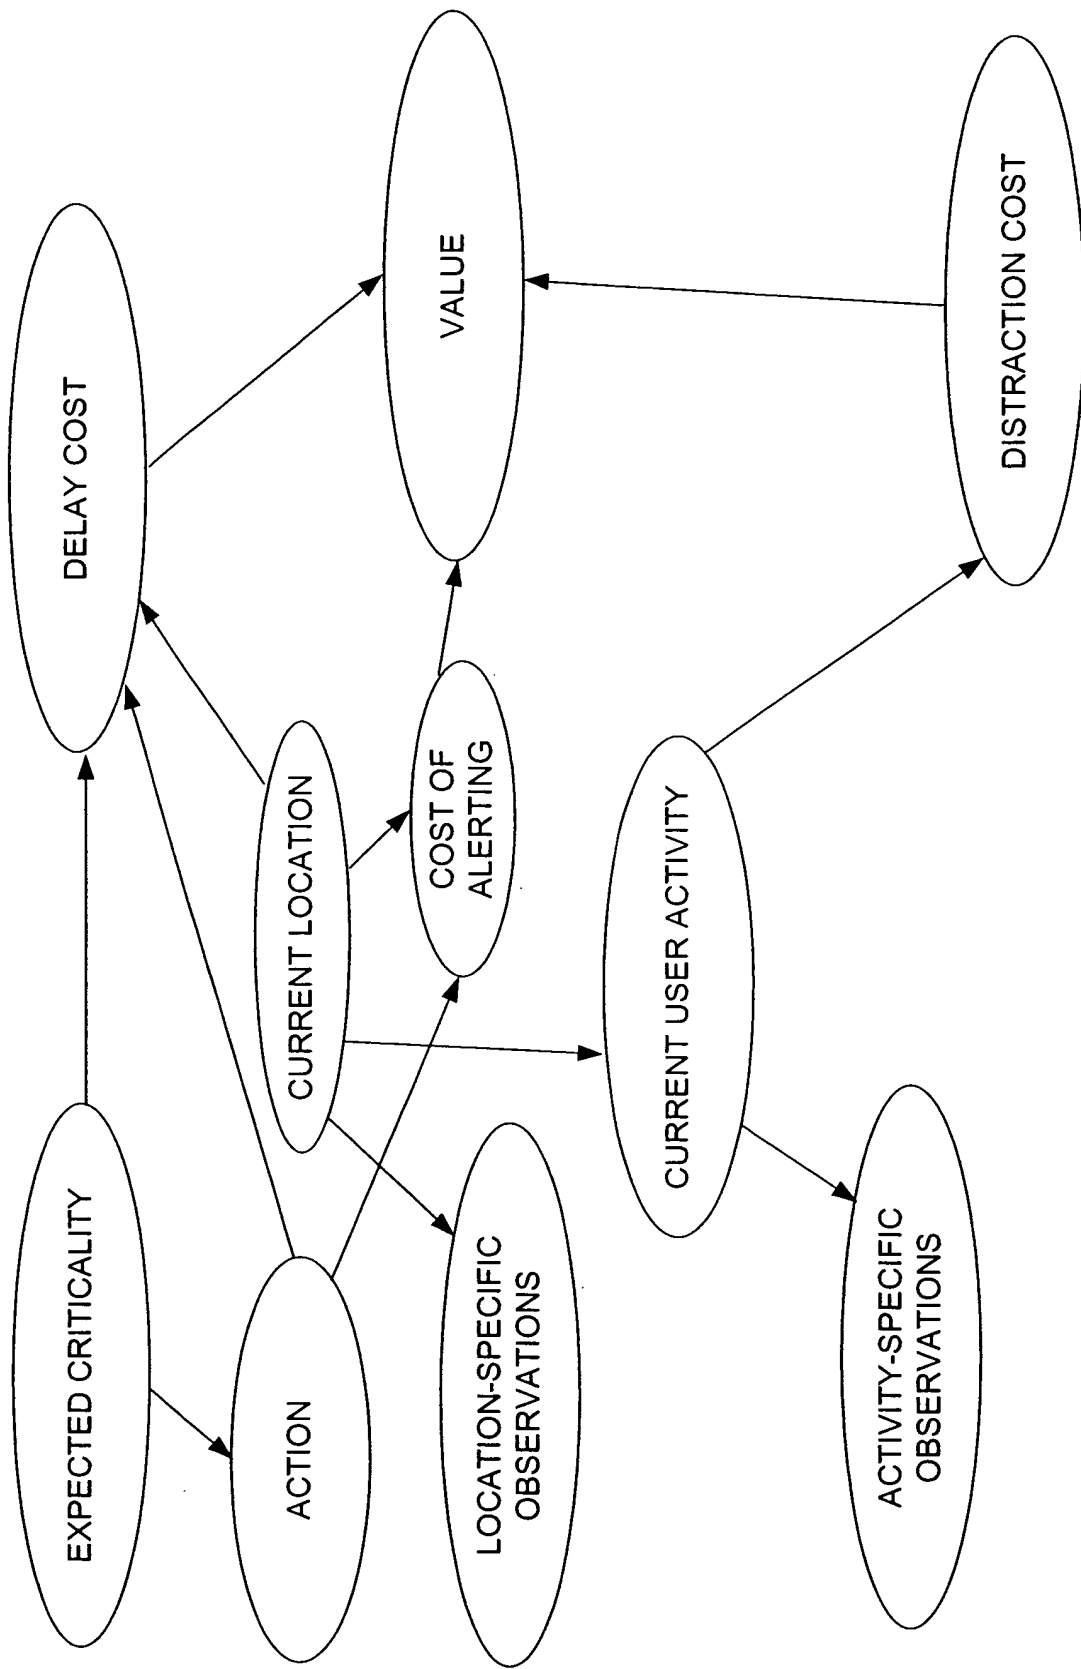 EXPECTED CRITICALITY
DELAY COST
ACTION
CURRENT LOCATION
VALUE
COST OF
ALERTING
LOCATION-SPECIFIC
OBSERVATIONS
CURRENT USER ACTIVITY
ACTIVITY-SPECIFIC
OBSERVATIONS
DISTRACTION COST